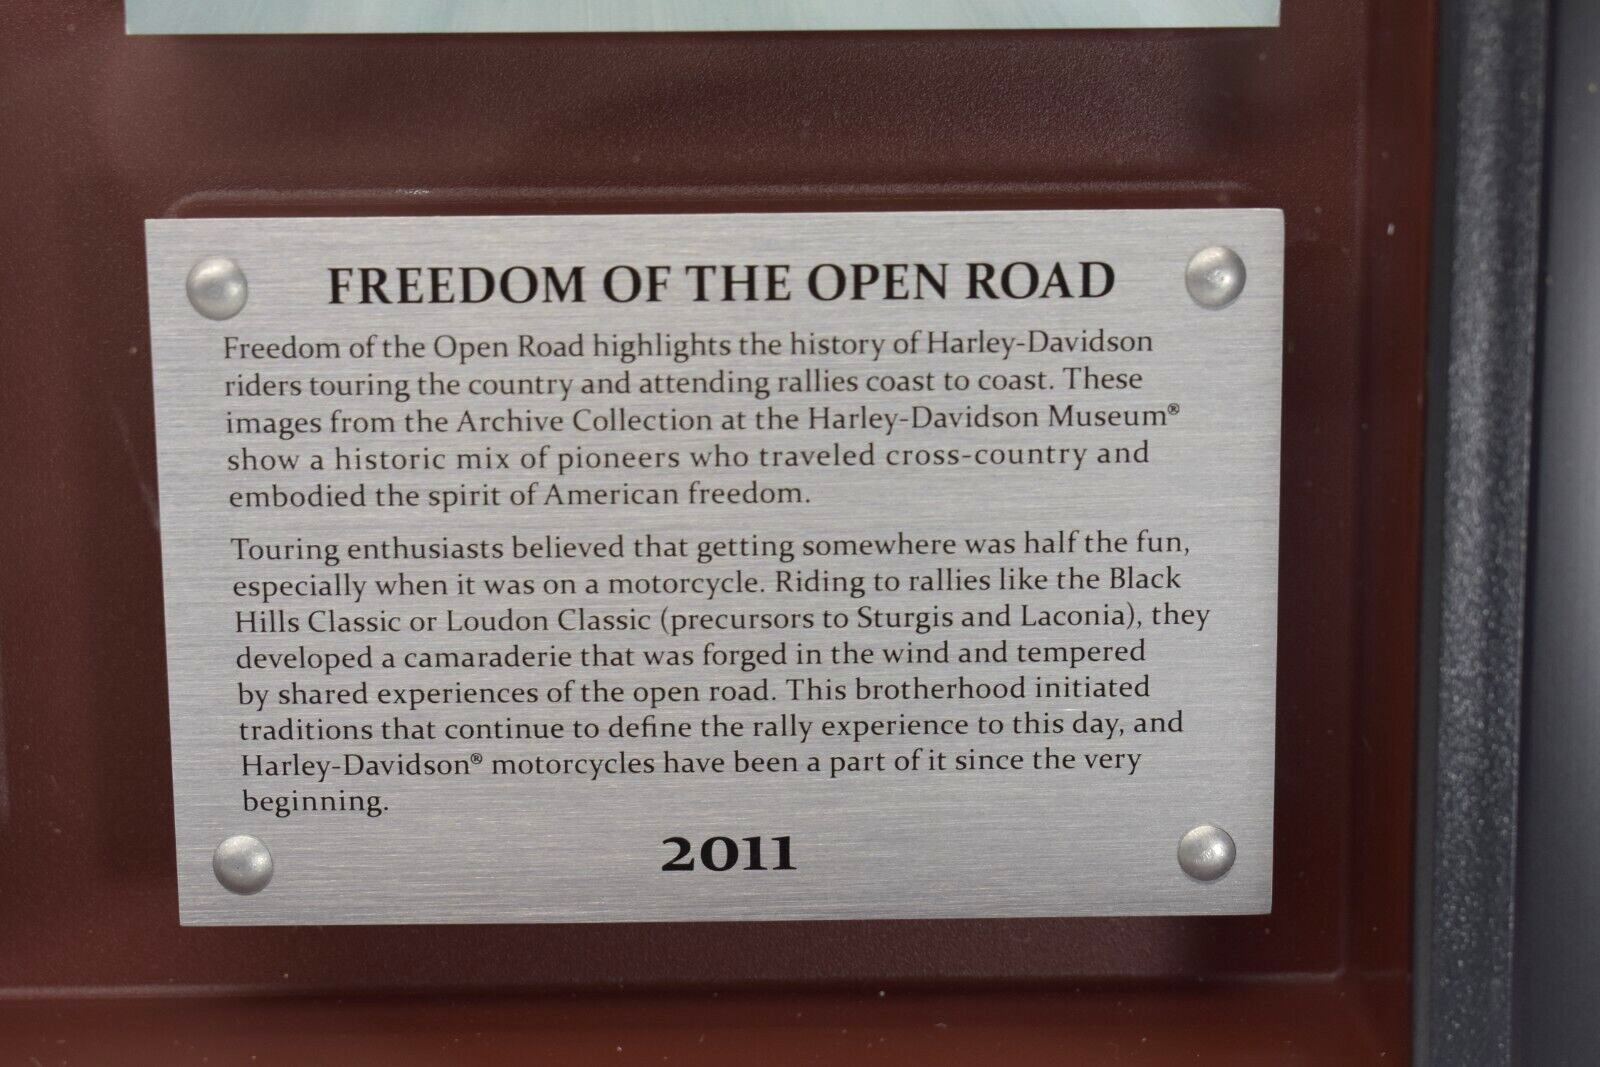 FREEDOM OF THE OPEN ROAD
Freedom of the Open Road highlights the history of Harley-Davidson
riders touring the country and attending rallies coast to coast. These
images from the Archive Collection at the Harley-Davidson Museum®
show a historic mix of pioneers who traveled cross-country and
embodied the spirit of American freedom.
Touring enthusiasts believed that getting somewhere was half the fun,
especially when it was on a motorcycle. Riding to rallies like the Black
Hills Classic or Loudon Classic (precursors to Sturgis and Laconia), they
developed a camaraderie that was forged in the wind and tempered
by shared experiences of the open road. This brotherhood initiated
traditions that continue to define the rally experience to this day, and
Harley-Davidson® motorcycles have been a part of it since the very
beginning.
2011